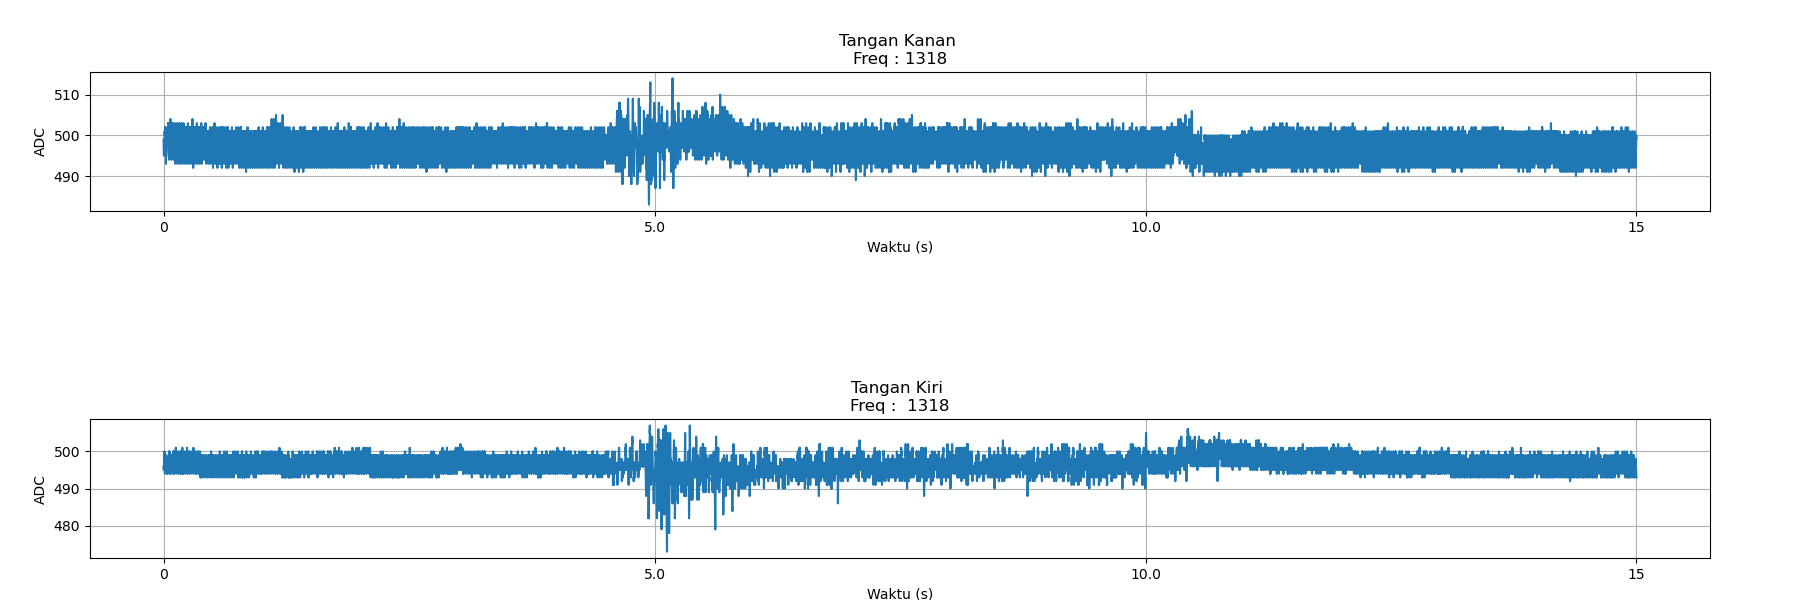 Tangan Kanan
Freq : 1318
510
500
490
ADC
0
5.0
10.0
15
Waktu (s)
Tangan Kiri
Freq :  1318
500
490
480
ADC
0
5.0
10.0
15
Waktu (s)